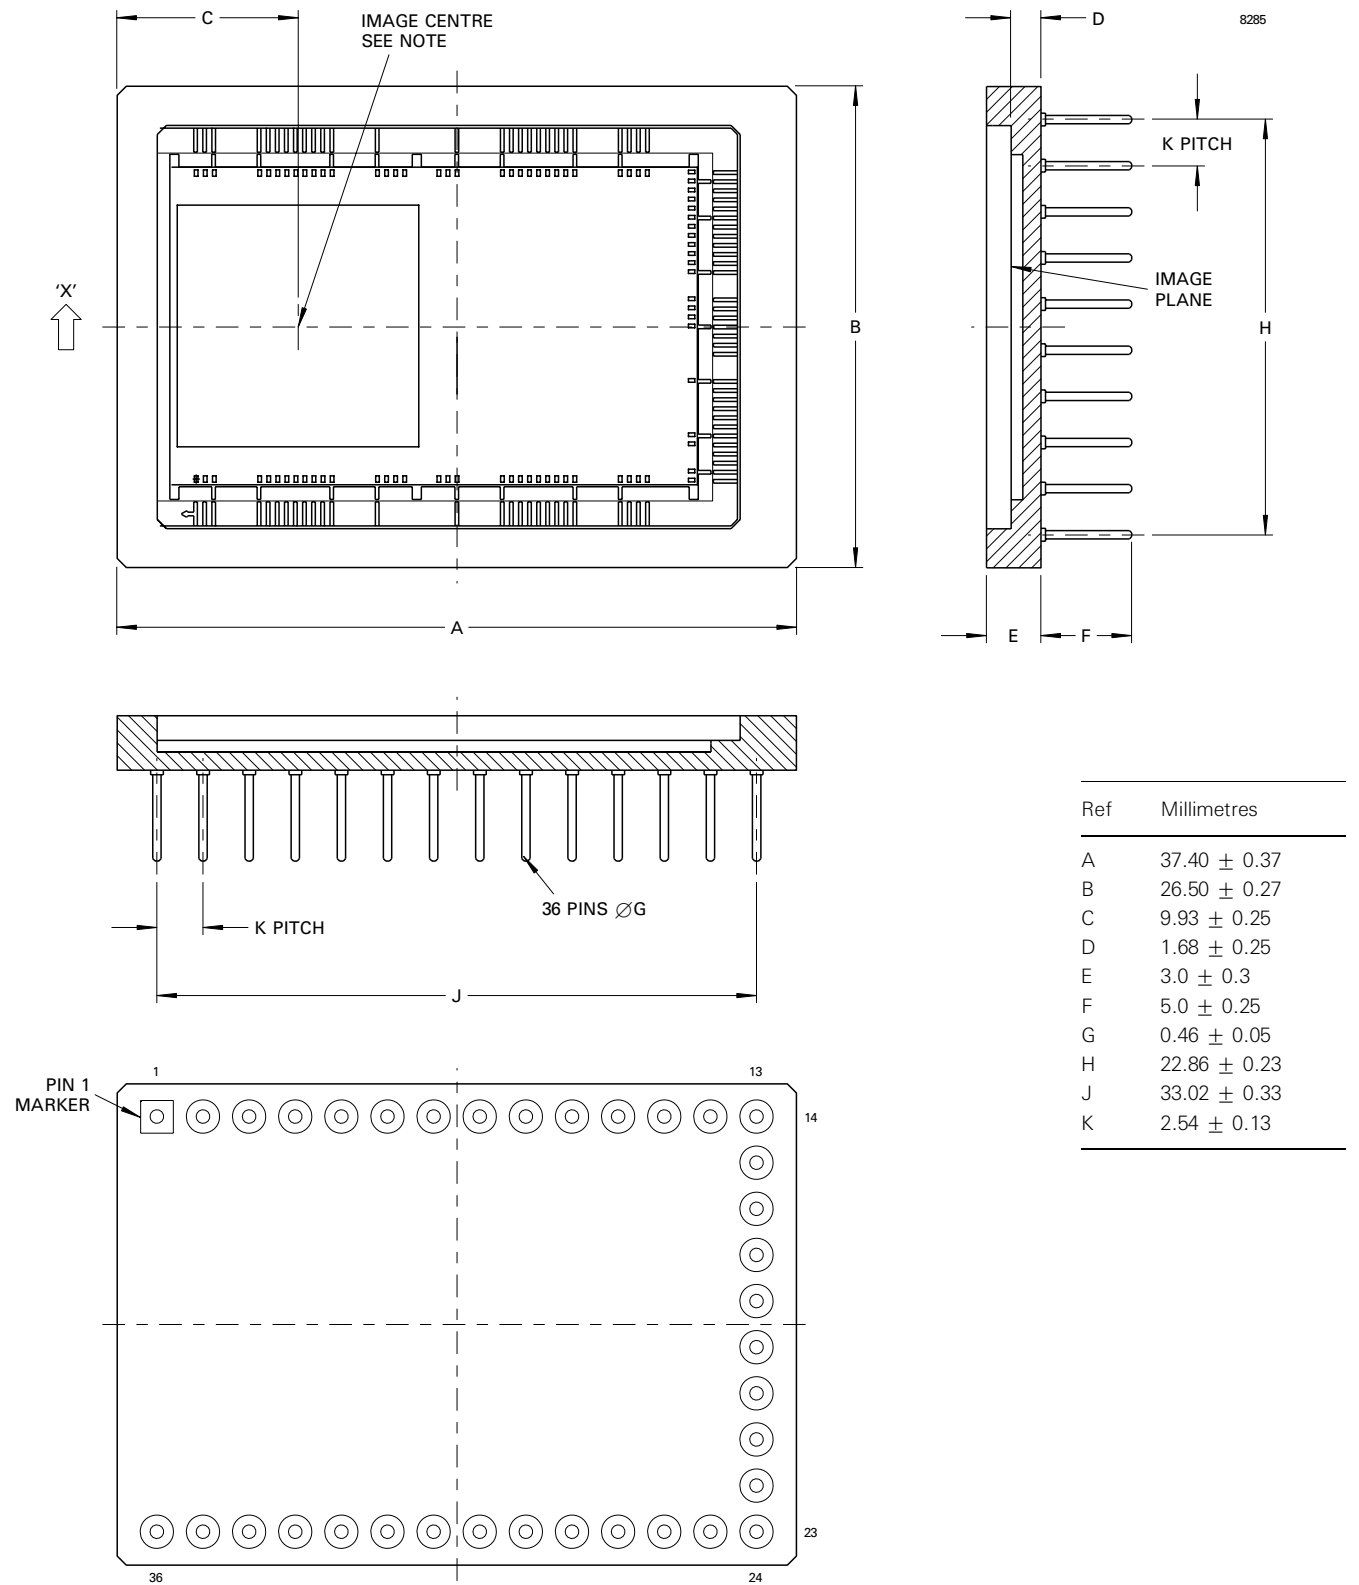 C
IMAGE CENTRE
SEE NOTE
D
8285
K PITCH
'X'
IMAGE
PLANE
B
H
A
E
F
36 PINS ∅G
K PITCH
J
Ref Millimetres
A 37.40 ± 0.37
B 26.50 ± 0.27
C 9.93 ± 0.25
D 1.68 ± 0.25
E 3.0 ± 0.3
F 5.0 ± 0.25
G 0.46 ± 0.05
H 22.86 ± 0.23
J 33.02 ± 0.33
K 2.54 ± 0.13
PIN 1
MARKER
1
13
14
23
36
24